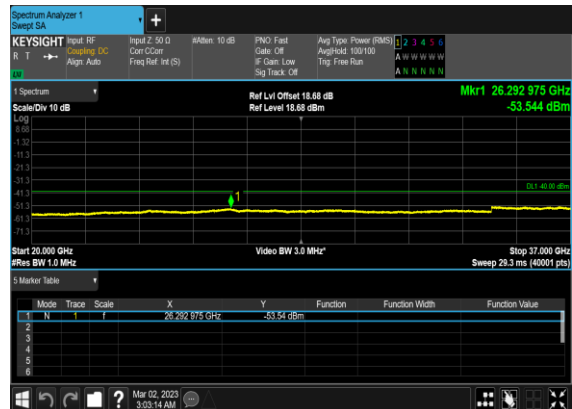 Spectrum Analyzer 1
Swept SA
+
KEYSIGHT Input: RF Input Z: 50 Ω #Atten: 10 dB PNO: Fast Avg Type: Power (RMS) 1 2 3 4 5 6
R T Coupling: DC Corr CCorr Gate: Off Avg|Hold: 100/100 A W W W W W
Align: Auto Freq Ref: Int (S) IF Gain: Low Trig: Free Run
Sig Track: Off A N N N N N
1 Spectrum Ref Lvl Offset 18.68 dB Mkr1 26.292 975 GHz
Scale/Div 10 dB Ref Level 18.68 dBm -53.544 dBm
Log
8.68
-1.32
-11.3
-21.3
-31.3
-41.3
-51.3
-61.3
-71.3
DL1 -40.00 dBm
1
Start 20.000 GHz Video BW 3.0 MHz* Stop 37.000 GHz
#Res BW 1.0 MHz Sweep 29.3 ms (40001 pts)
5 Marker Table
Mode Trace Scale X Y Function Function Width Function Value
1 N 1 f 26.292 975 GHz -53.54 dBm
2
3
4
5
6
? Mar 02, 2023
3:03:14 AM